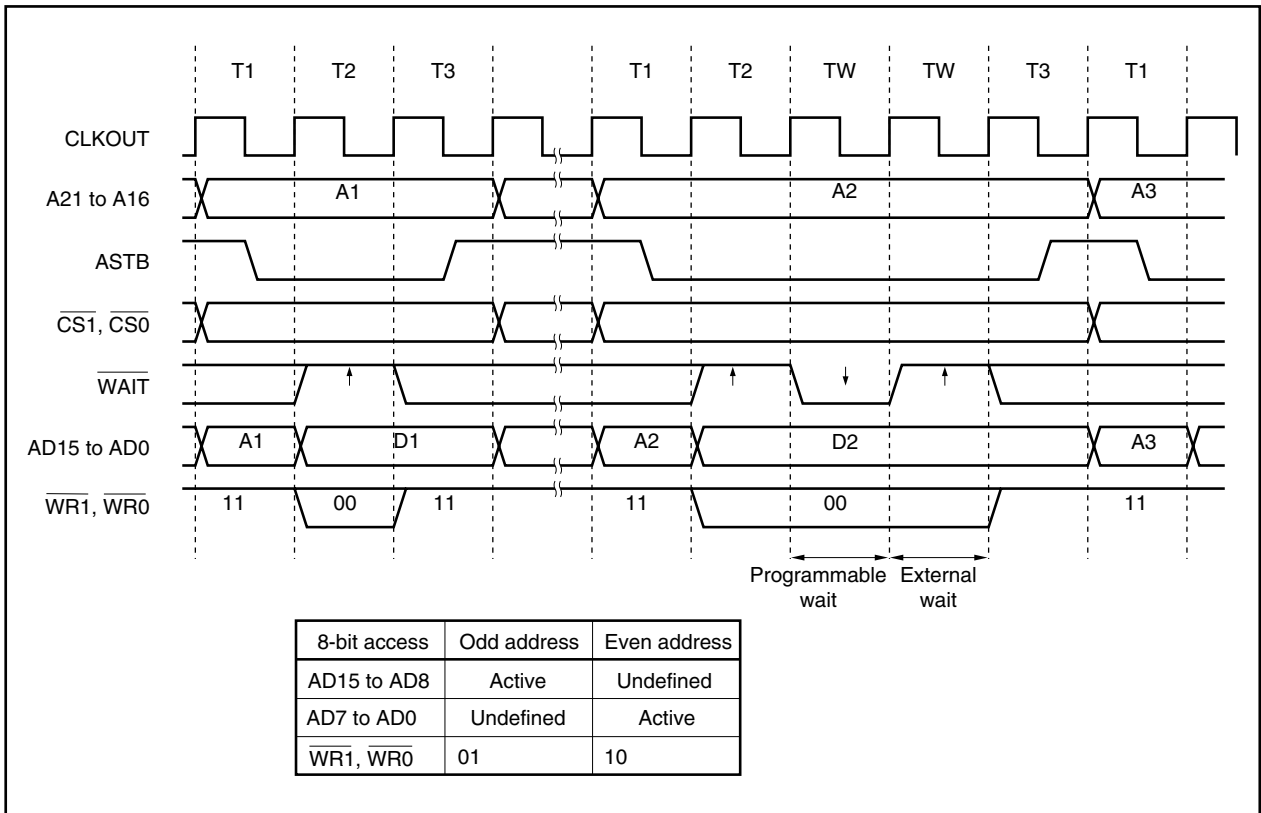 T1 T2 T3 T1 T2 TW TW T3 T1
CLKOUT
A21 to A16 A1 A2 A3
ASTB
CS1, CS0
WAIT
AD15 to AD0 A1 D1 A2 D2 A3
WR1, WR0 11 00 11 11 00 11
Programmable wait
External wait
8-bit access Odd address Even address
AD15 to AD8 Active Undefined
AD7 to AD0 Undefined Active
WR1, WR0 01 10